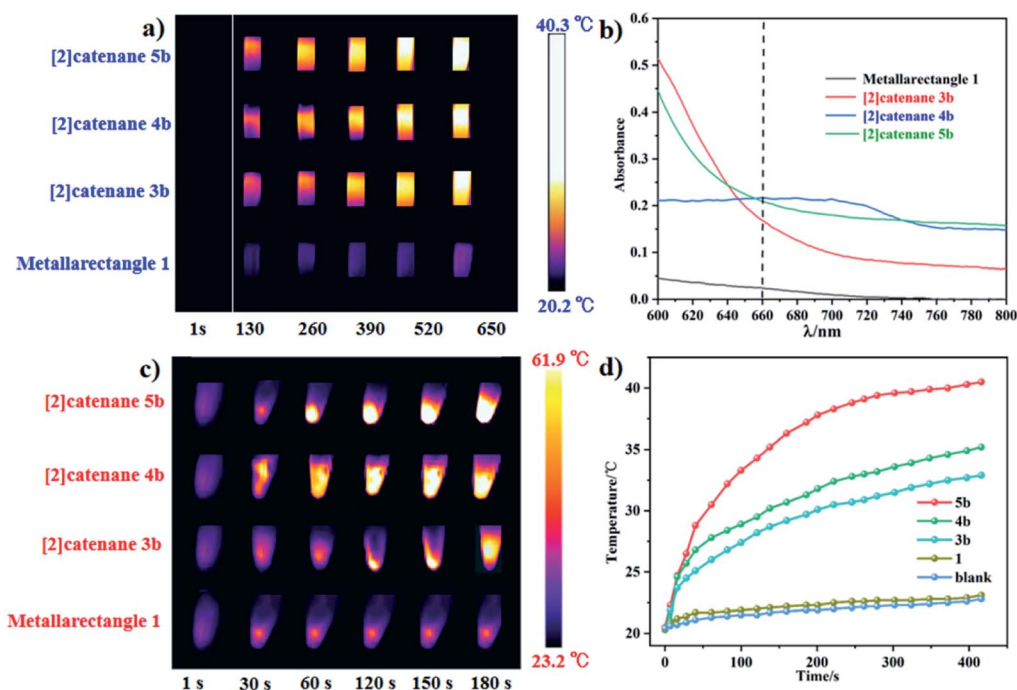 a)
[2]catenane 5b
[2]catenane 4b
[2]catenane 3b
Metallarectangle 1
1s 130 260 390 520 650
40.3 ℃
20.2 ℃
b)
Absorbance
0.6
0.5
0.4
0.3
0.2
0.1
0.0
Metallarectangle 1
[2]catenane 3b
[2]catenane 4b
[2]catenane 5b
600 620 640 660 680 700 720 740 760 780 800
λ/nm
c)
[2]catenane 5b
[2]catenane 4b
[2]catenane 3b
Metallarectangle 1
1 s 30 s 60 s 120 s 150 s 180 s
61.9 ℃
23.2 ℃
d)
Temperature/℃
40
35
30
25
20
5b
4b
3b
1
blank
0 100 200 300 400
Time/s